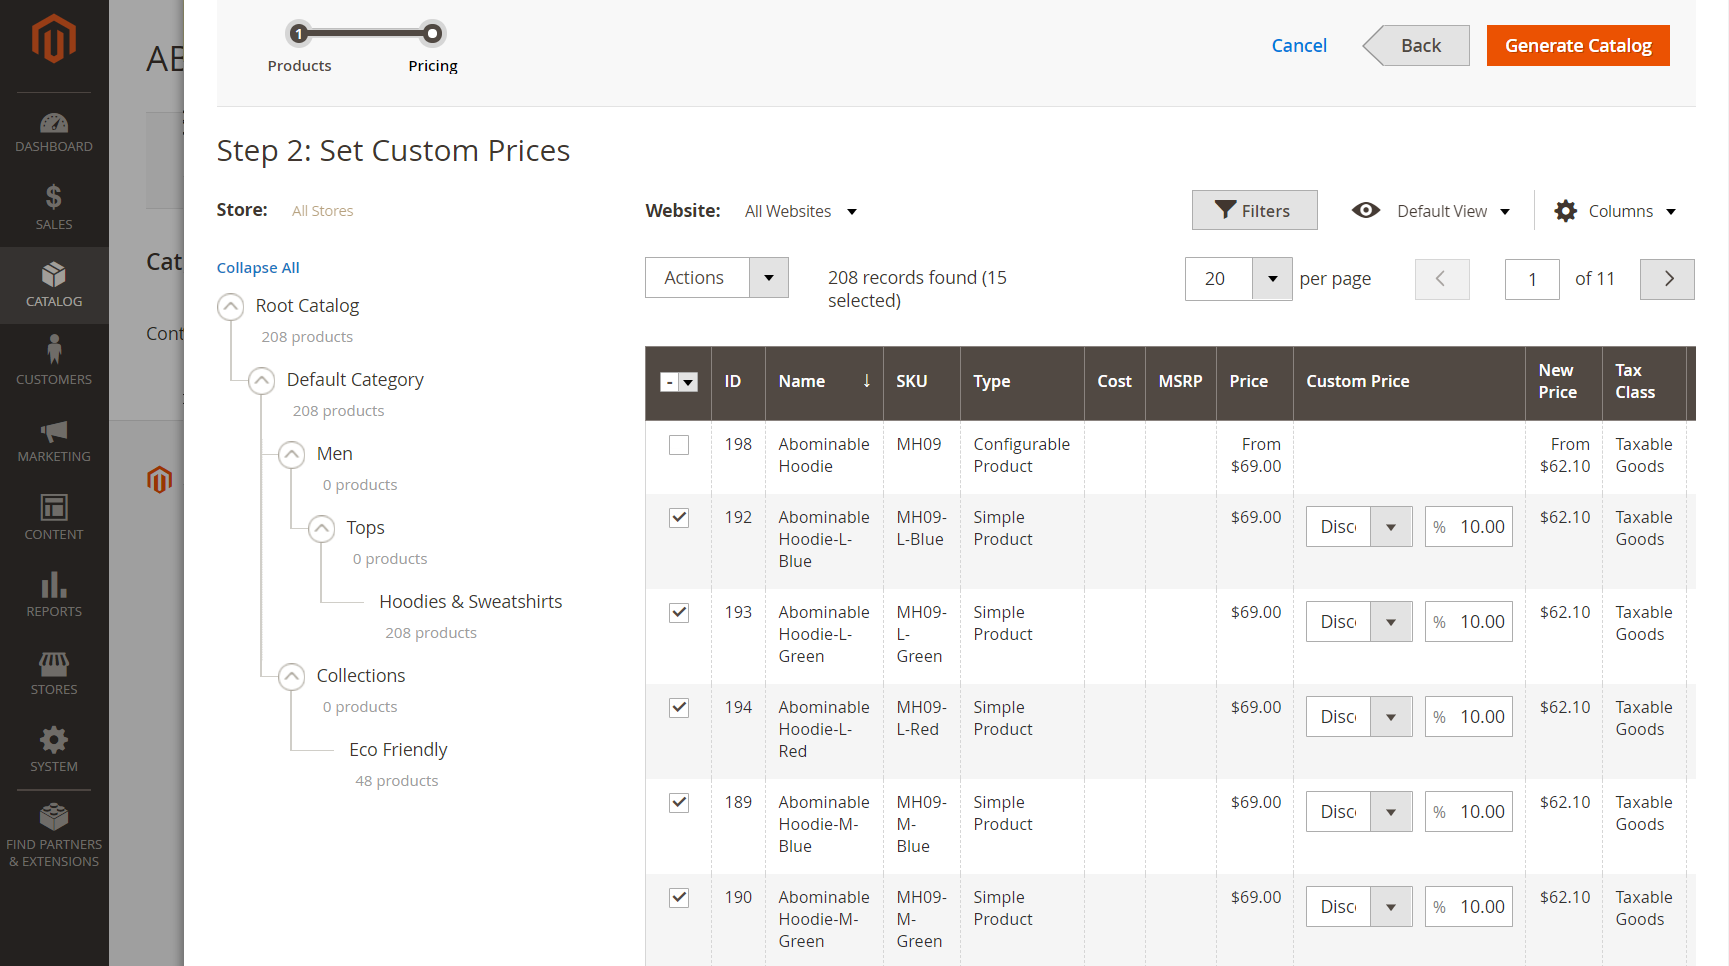 1
Products
Pricing
Cancel
Back
Generate Catalog
AB
DASHBOARD
SALES
CATALOG
CUSTOMERS
MARKETING
CONTENT
REPORTS
STORES
SYSTEM
FIND PARTNERS
& EXTENSIONS
Cat
Cont
Step 2: Set Custom Prices
Store: All Stores
Website: All Websites
Filters
Default View
Columns
Collapse All
Root Catalog
208 products
Default Category
208 products
Men
0 products
Tops
0 products
Hoodies & Sweatshirts
208 products
Collections
0 products
Eco Friendly
48 products
Actions
208 records found (15
selected)
20 per page
1 of 11
- ID Name ↓ SKU Type Cost MSRP Price Custom Price New Price Tax Class
198 Abominable MH09 Configurable From From Taxable
Hoodie Product $69.00 $62.10 Goods
192 Abominable MH09- Simple $69.00 Disc % 10.00 $62.10 Taxable
Hoodie-L- L-Blue Product Goods
Blue
193 Abominable MH09- Simple $69.00 Disc % 10.00 $62.10 Taxable
Hoodie-L- L- Product Goods
Green Green
194 Abominable MH09- Simple $69.00 Disc % 10.00 $62.10 Taxable
Hoodie-L- L-Red Product Goods
Red
189 Abominable MH09- Simple $69.00 Disc % 10.00 $62.10 Taxable
Hoodie-M- M- Product Goods
Blue Blue
190 Abominable MH09- Simple $69.00 Disc % 10.00 $62.10 Taxable
Hoodie-M- M- Product Goods
Green Green